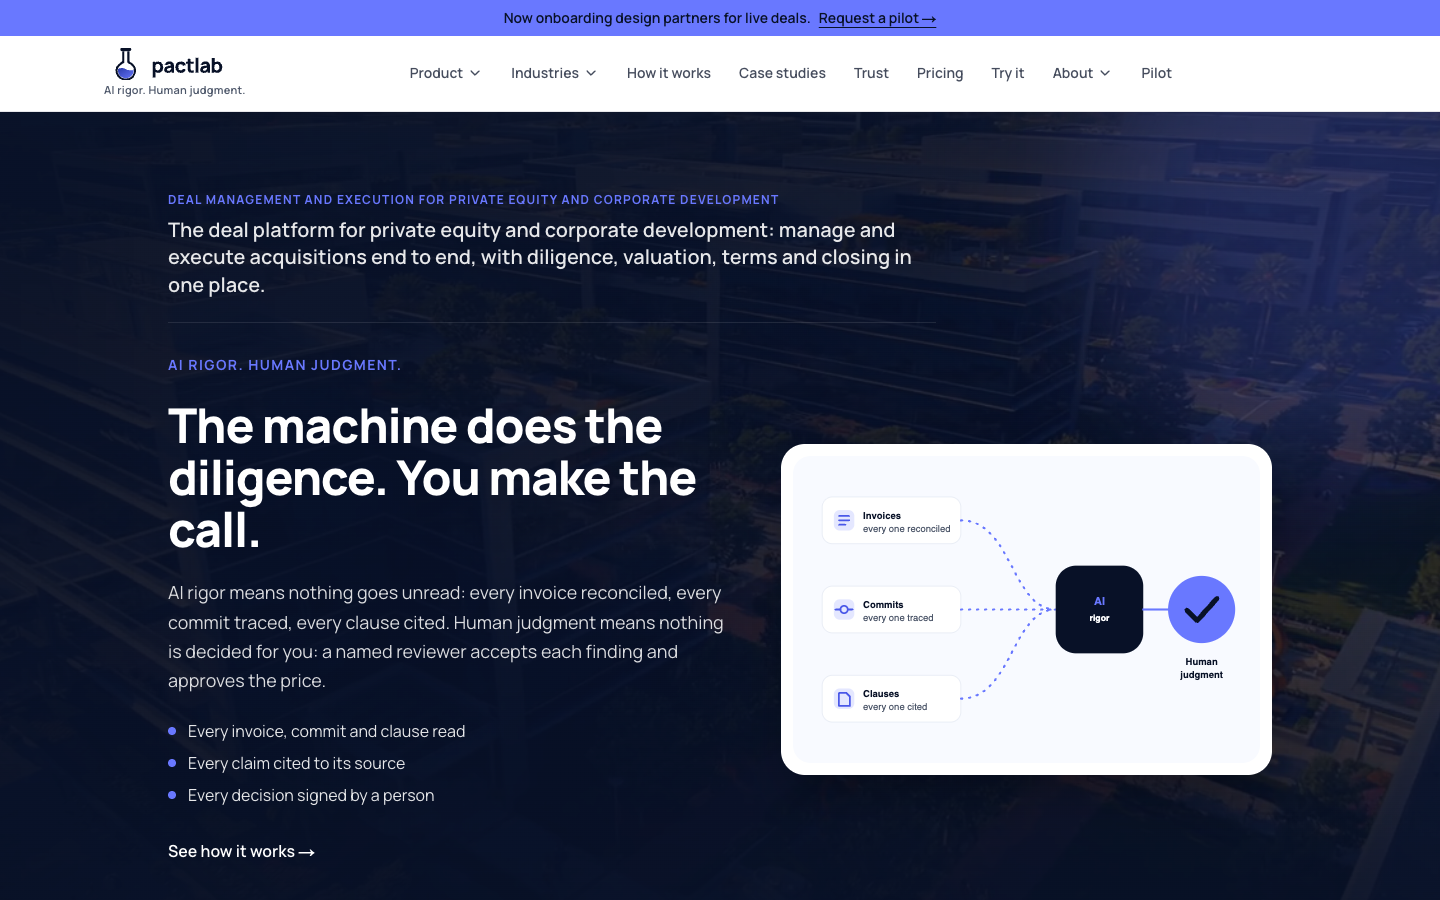 Now onboarding design partners for live deals. Request a pilot →
pactlab
AI rigor. Human judgment.
Product
Industries
How it works
Case studies
Trust
Pricing
Try it
About
Pilot
DEAL MANAGEMENT AND EXECUTION FOR PRIVATE EQUITY AND CORPORATE DEVELOPMENT
The deal platform for private equity and corporate development: manage and
execute acquisitions end to end, with diligence, valuation, terms and closing in
one place.
AI RIGOR. HUMAN JUDGMENT.
The machine does the
diligence. You make the
call.
AI rigor means nothing goes unread: every invoice reconciled, every
commit traced, every clause cited. Human judgment means nothing
is decided for you: a named reviewer accepts each finding and
approves the price.
Every invoice, commit and clause read
Every claim cited to its source
Every decision signed by a person
See how it works →
Invoices
every one reconciled
Commits
every one traced
Clauses
every one cited
AI
rigor
Human
judgment